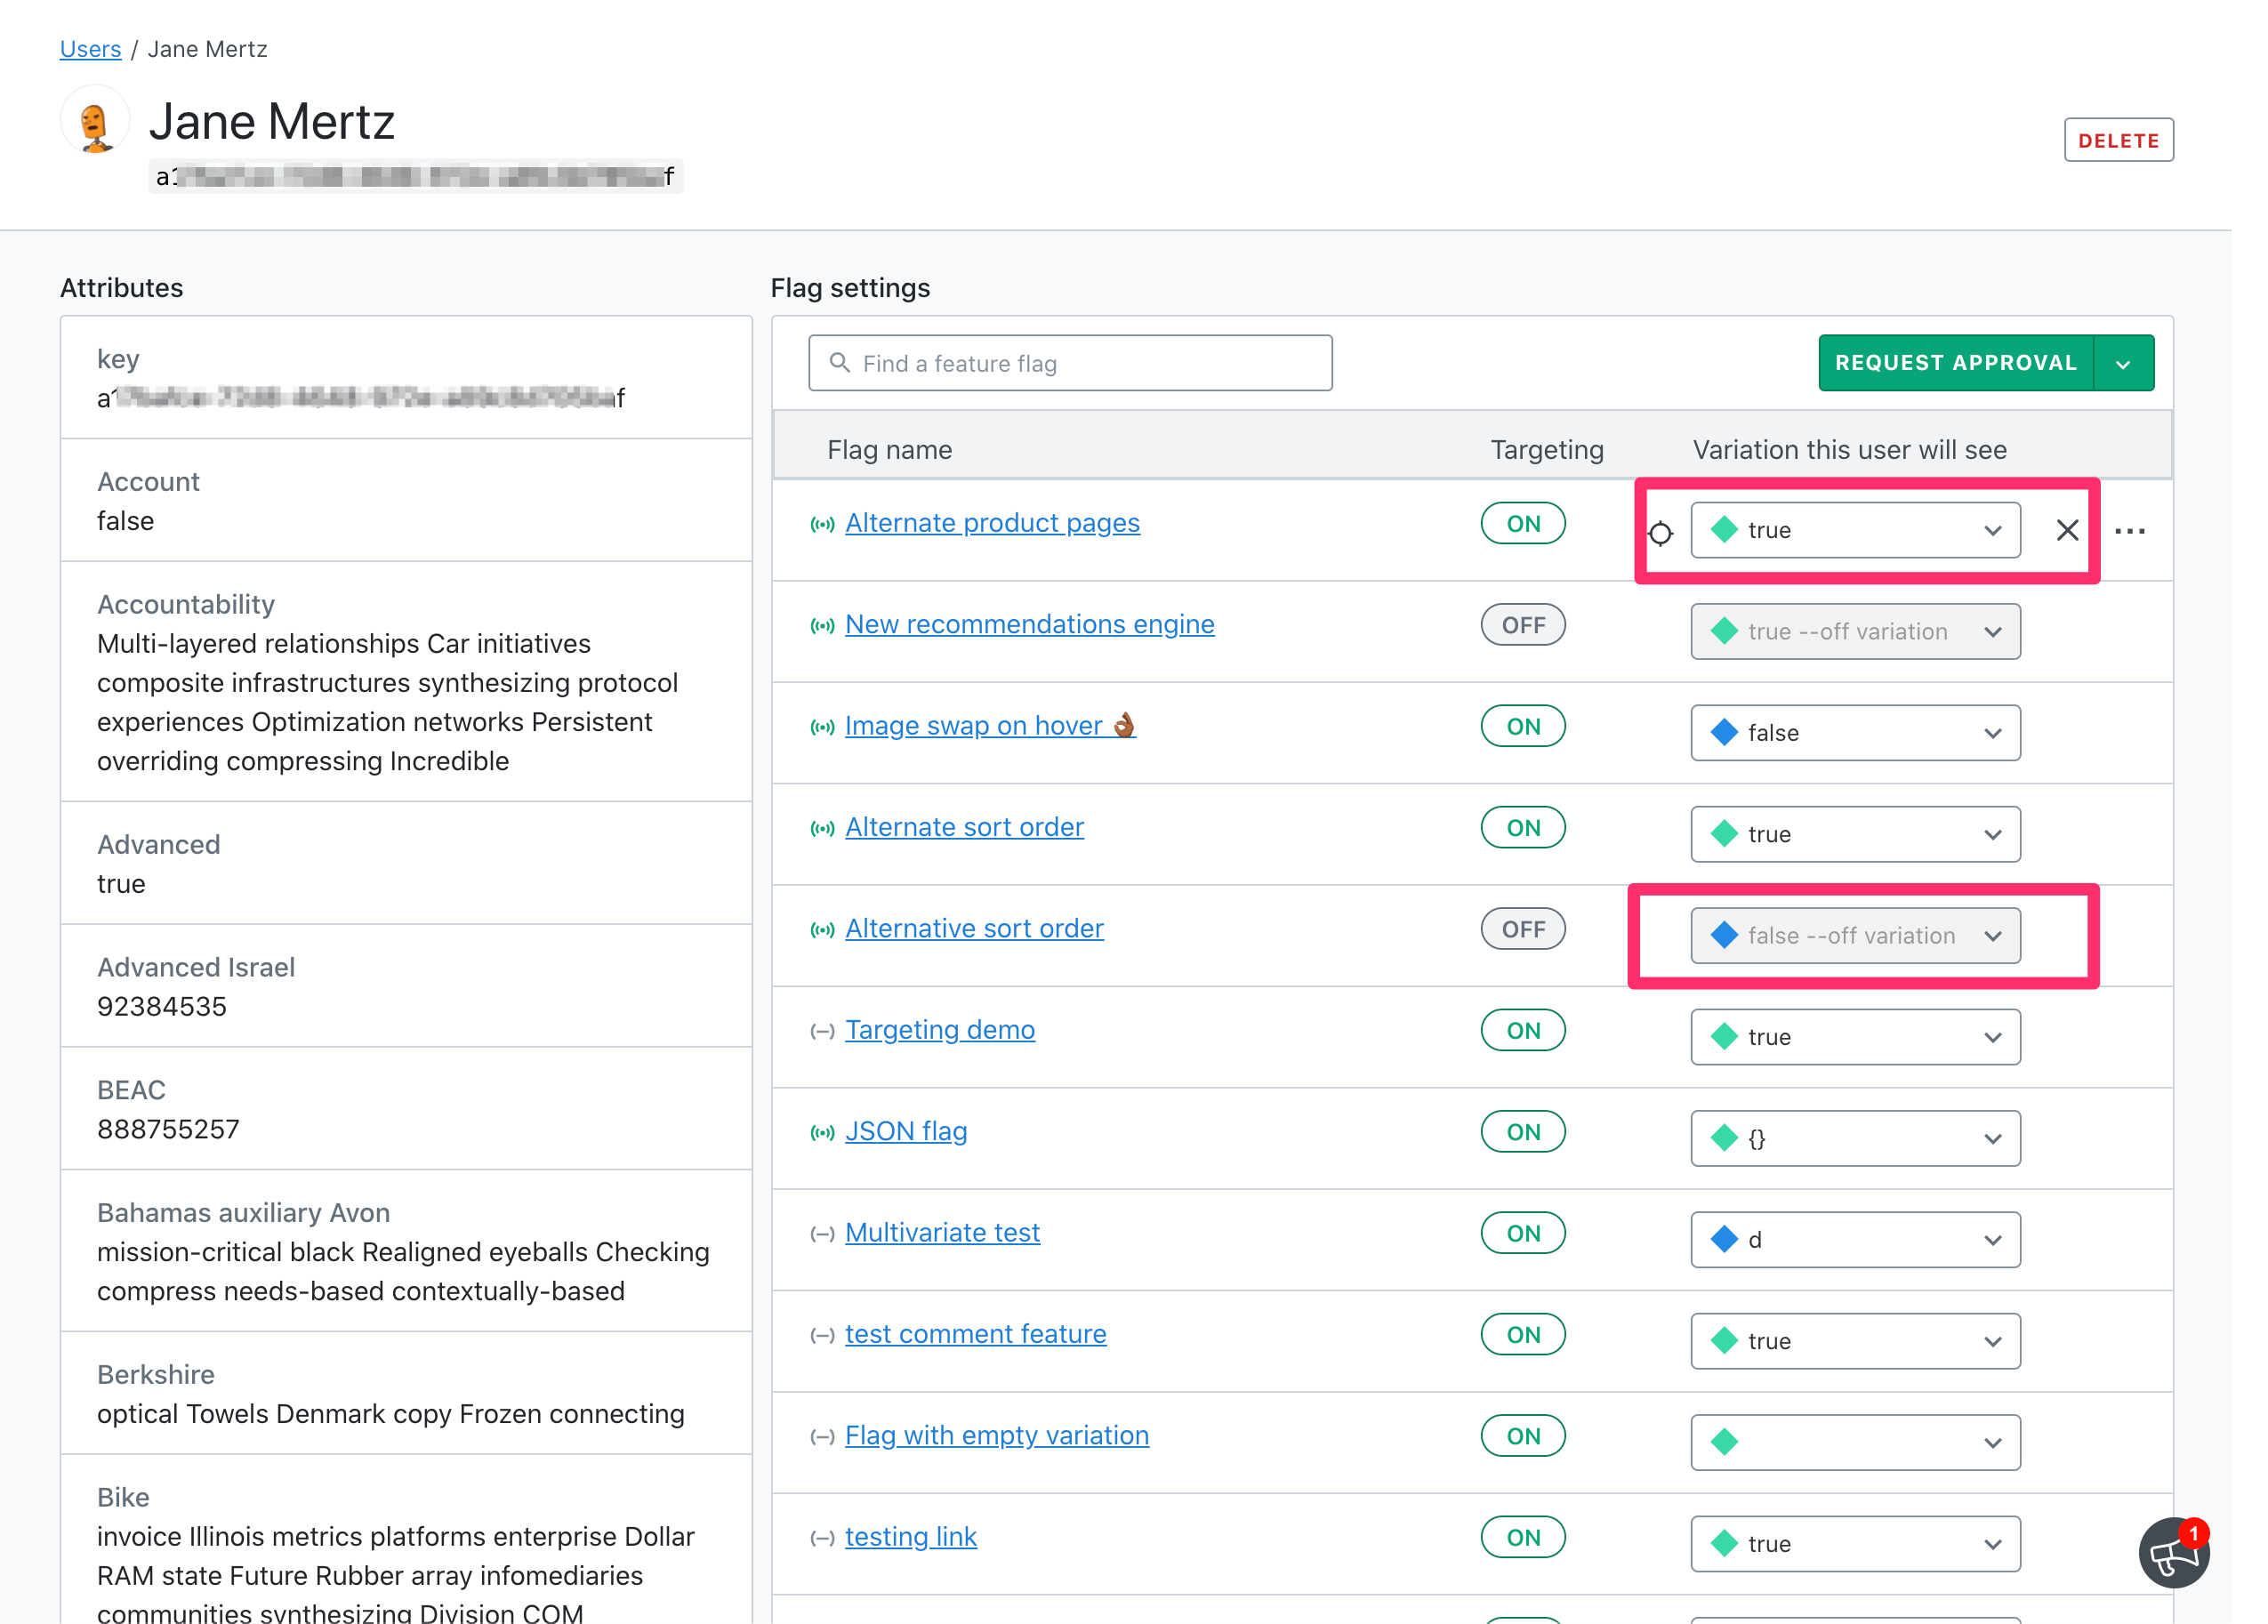 Users / Jane Mertz
Jane Mertz
DELETE
Attributes
key
Account
false
Accountability
Multi-layered relationships Car initiatives
composite infrastructures synthesizing protocol
experiences Optimization networks Persistent
overriding compressing Incredible
Advanced
true
Advanced Israel
92384535
BEAC
888755257
Bahamas auxiliary Avon
mission-critical black Realigned eyeballs Checking
compress needs-based contextually-based
Berkshire
optical Towels Denmark copy Frozen connecting
Bike
invoice Illinois metrics platforms enterprise Dollar
RAM state Future Rubber array infomediaries
communities synthesizing Division COM
Flag settings
Find a feature flag
REQUEST APPROVAL
Flag name Targeting Variation this user will see
Alternate product pages ON true
New recommendations engine OFF true --off variation
Image swap on hover 👌🏾 ON false
Alternate sort order ON true
Alternative sort order OFF false --off variation
Targeting demo ON true
JSON flag ON {}
Multivariate test ON d
test comment feature ON true
Flag with empty variation ON
testing link ON true
1